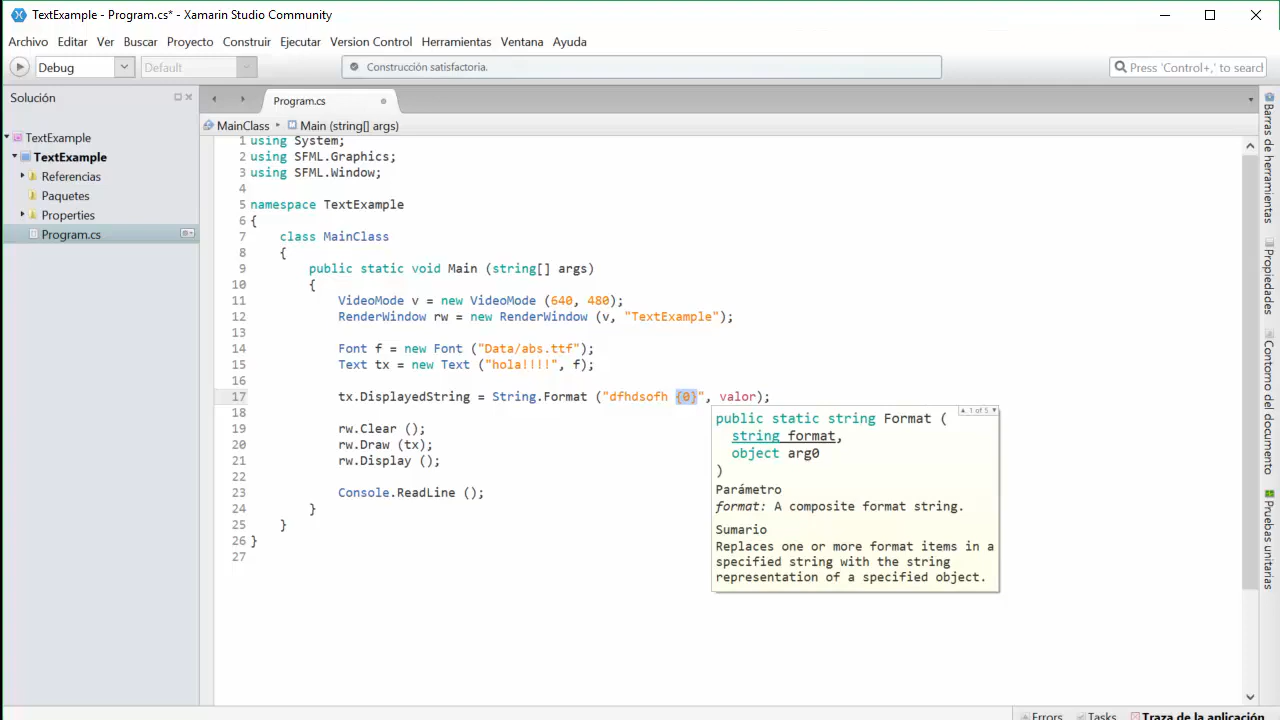 TextExample - Program.cs* - Xamarin Studio Community
Archivo Editar Ver Buscar Proyecto Construir Ejecutar Version Control Herramientas Ventana Ayuda
Debug Default Construcción satisfactoria. Press 'Control+,' to search
Solución
Program.cs
MainClass Main (string[] args)
TextExample
TextExample
Referencias
Paquetes
Properties
Program.cs
1 using System;
2 using SFML.Graphics;
3 using SFML.Window;
4
5 namespace TextExample
6 {
7 class MainClass
8 {
9 public static void Main (string[] args)
10 {
11 VideoMode v = new VideoMode (640, 480);
12 RenderWindow rw = new RenderWindow (v, "TextExample");
13
14 Font f = new Font ("Data/abs.ttf");
15 Text tx = new Text ("hola!!!!", f);
16
17 tx.DisplayedString = String.Format ("dfhdsofh {0}", valor);
18
19 rw.Clear ();
20 rw.Draw (tx);
21 rw.Display ();
22
23 Console.ReadLine ();
24 }
25 }
26 }
27
1 of 5
public static string Format (
string format,
object arg0
)
Parámetro
format: A composite format string.
Sumario
Replaces one or more format items in a
specified string with the string
representation of a specified object.
Barras de herramientas
Propiedades
Contorno del documento
Pruebas unitarias
Errors Tasks Traza de la aplicación